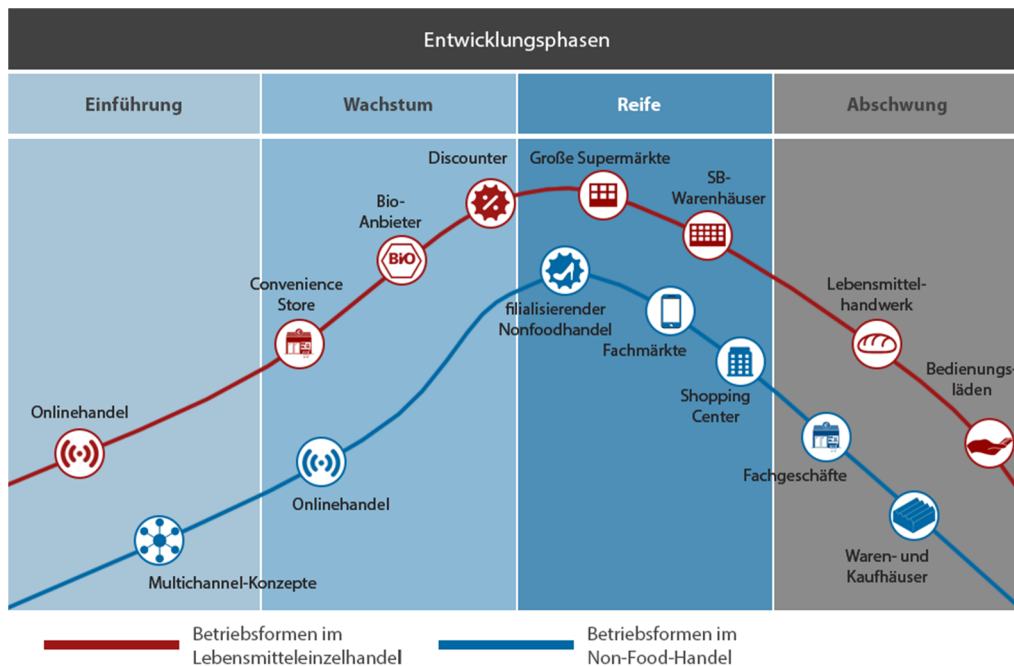 Entwicklungsphasen
Einführung
Wachstum
Reife
Abschwung
Discounter
Große Supermärkte
SB-
Warenhäuser
Bio-
Anbieter
BIO
Convenience
Store
Lebensmittel-
handwerk
filialisierender
Nonfoodhandel
Fachmärkte
Bedienungs-
läden
Shopping
Center
Onlinehandel
Fachgeschäfte
Onlinehandel
Multichannel-Konzepte
Waren- und
Kaufhäuser
Betriebsformen im
Lebensmitteleinzelhandel
Betriebsformen im
Non-Food-Handel